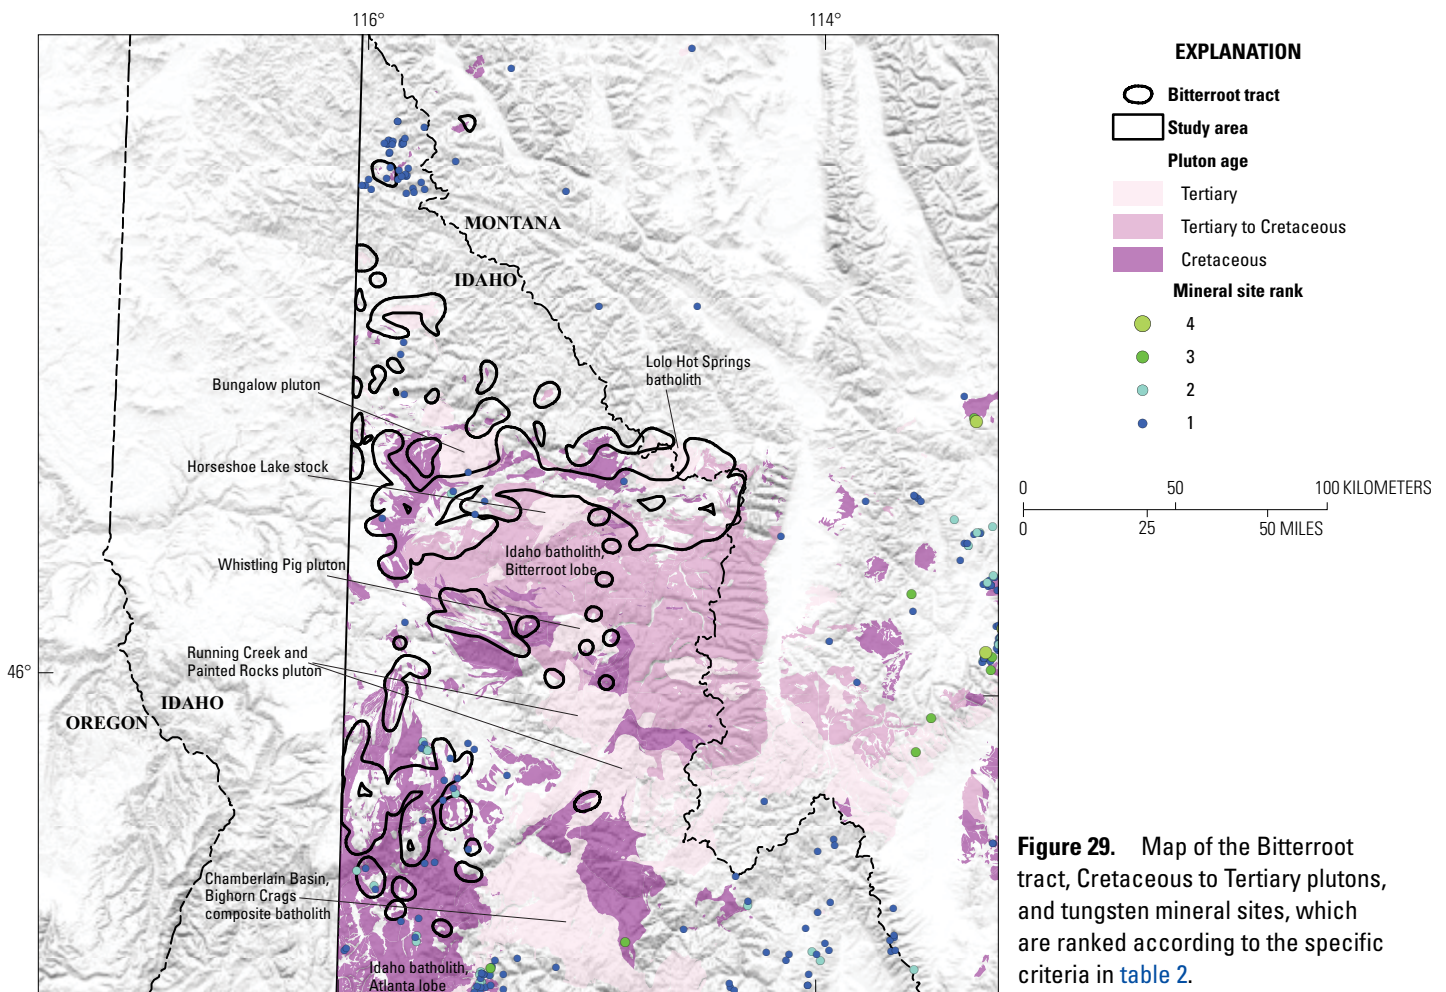 116°
114°
MONTANA
IDAHO
Lolo Hot Springs
batholith
Bungalow pluton
Horseshoe Lake stock
Idaho batholith,
Bitterroot lobe
Whistling Pig pluton
Running Creek and
Painted Rocks pluton
46°
IDAHO
OREGON
Chamberlain Basin,
Bighorn Crags
composite batholith
Idaho batholith,
Atlanta lobe
EXPLANATION
Bitterroot tract
Study area
Pluton age
Tertiary
Tertiary to Cretaceous
Cretaceous
Mineral site rank
4
3
2
1
0 50 100 KILOMETERS
0 25 50 MILES
Figure 29. Map of the Bitterroot
tract, Cretaceous to Tertiary plutons,
and tungsten mineral sites, which
are ranked according to the specific
criteria in table 2.